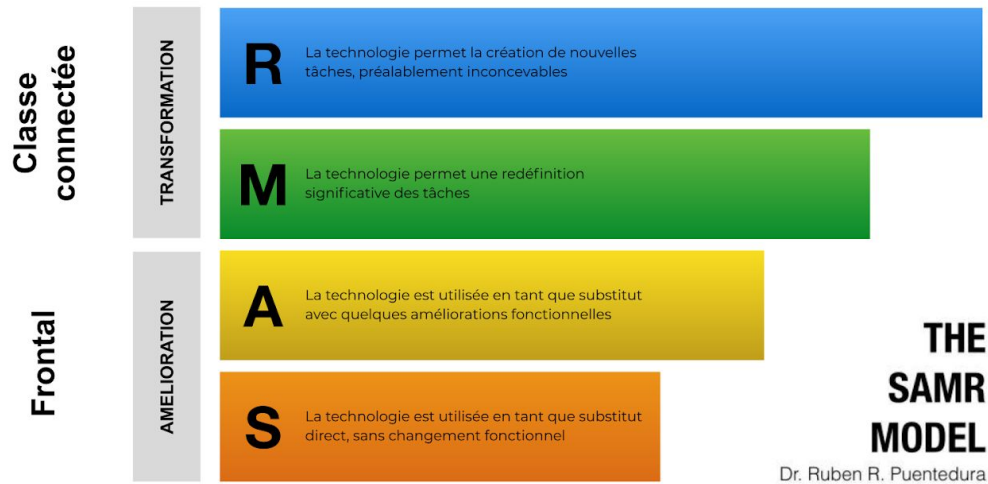 Classe
connectée
TRANSFORMATION
R
La technologie permet la création de nouvelles
tâches, préalablement inconcevables
M
La technologie permet une redéfinition
significative des tâches
Frontal
AMELIORATION
A
La technologie est utilisée en tant que substitut
avec quelques améliorations fonctionnelles
S
La technologie est utilisée en tant que substitut
direct, sans changement fonctionnel
THE
SAMR
MODEL
Dr. Ruben R. Puentedura